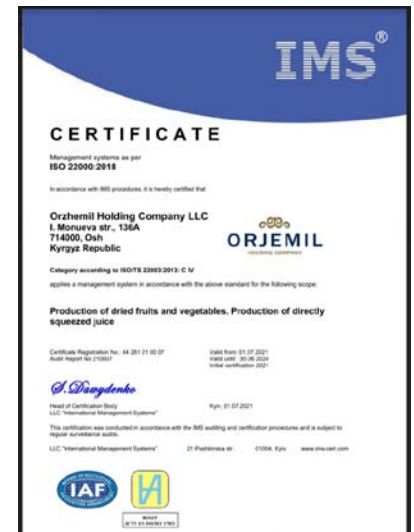 IMS®
CERTIFICATE
Management systems as per
ISO 22000:2018
In accordance with IMS procedures, it is hereby certified that
Orzhemil Holding Company LLC
I. Monueva str., 136A
714000, Osh
Kyrgyz Republic
ORJEMIL
HOLDING COMPANY
Category according to ISO/TS 22003:2013: C IV
applies a management system in accordance with the above standard for the following scope:
Production of dried fruits and vegetables. Production of directly
squeezed juice
Certificate Registration No.: 44 281 21 00 07
Audit Report No 210807
Valid from 01.07.2021
Valid until: 30.06.2024
Initial certification 2021
S. Dawydenko
Head of Certification Body
LLC "International Management Systems"
Kyiv, 01.07.2021
This certification was conducted in accordance with the IMS auditing and certification procedures and is subject to
regular surveillance audits.
LLC "International Management Systems" 21 Pushkinska str. 01004, Kyiv www.ims-cert.com
IAF